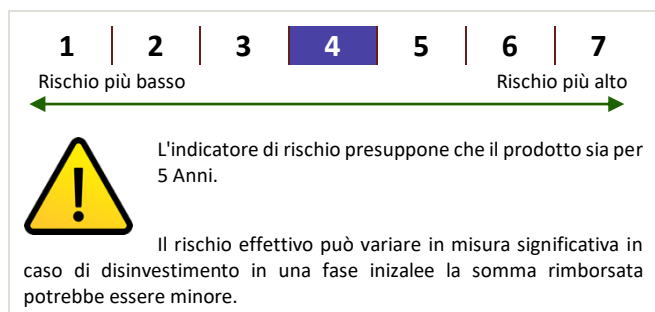 1 2 3 4 5 6 7
Rischio più basso Rischio più alto
L'indicatore di rischio presuppone che il prodotto sia per
5 Anni.
Il rischio effettivo può variare in misura significativa in
caso di disinvestimento in una fase inizalee la somma rimborsata
potrebbe essere minore.